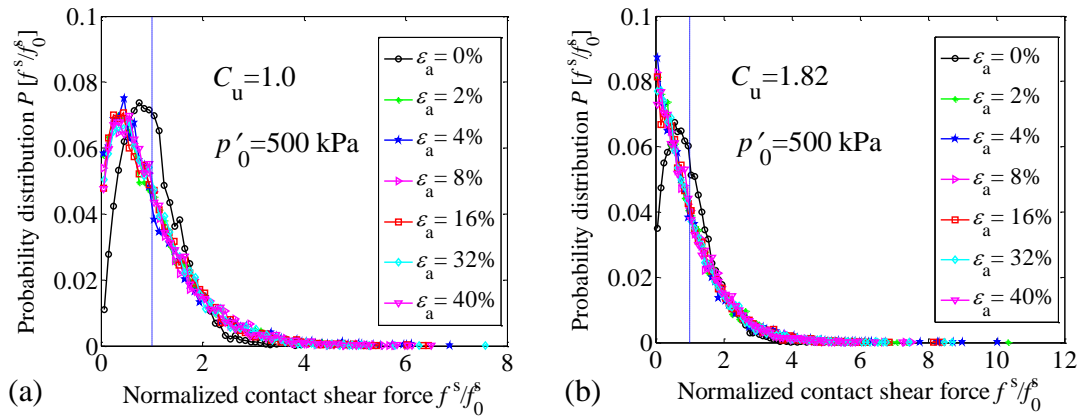 0.1
0.08
0.06
0.04
0.02
0
0 2 4 6 8
Probability distribution P [f^s/f_0^s]
Normalized contact shear force f^s/f_0^s
C_u=1.0
p′_0=500 kPa
ε_a = 0%
ε_a = 2%
ε_a = 4%
ε_a = 8%
ε_a = 16%
ε_a = 32%
ε_a = 40%
(a)
0.1
0.08
0.06
0.04
0.02
0
0 2 4 6 8 10 12
Probability distribution P [f^s/f_0^s]
Normalized contact shear force f^s/f_0^s
C_u=1.82
p′_0=500 kPa
ε_a = 0%
ε_a = 2%
ε_a = 4%
ε_a = 8%
ε_a = 16%
ε_a = 32%
ε_a = 40%
(b)